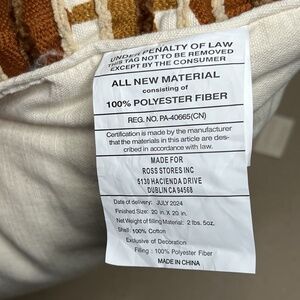 UNDER PENALTY OF LAW
THIS TAG NOT TO BE REMOVED
EXCEPT BY THE CONSUMER
ALL NEW MATERIAL
consisting of
100% POLYESTER FIBER
REG. NO. PA-40665(CN)
Certification is made by the manufacturer
that the materials in this article are des-
cribed in accordance with law.
MADE FOR
ROSS STORES INC
5130 HACIENDA DRIVE
DUBLIN CA94568
Date of delivery: JULY 2024
Finished Size: 20 in. X 20 in.
Net weight of filling Material: 2 lbs. 5oz.
Shell: 100% Cotton
Exclusive of Decoration
Filling : 100% Polyester Fiber
MADE IN CHINA